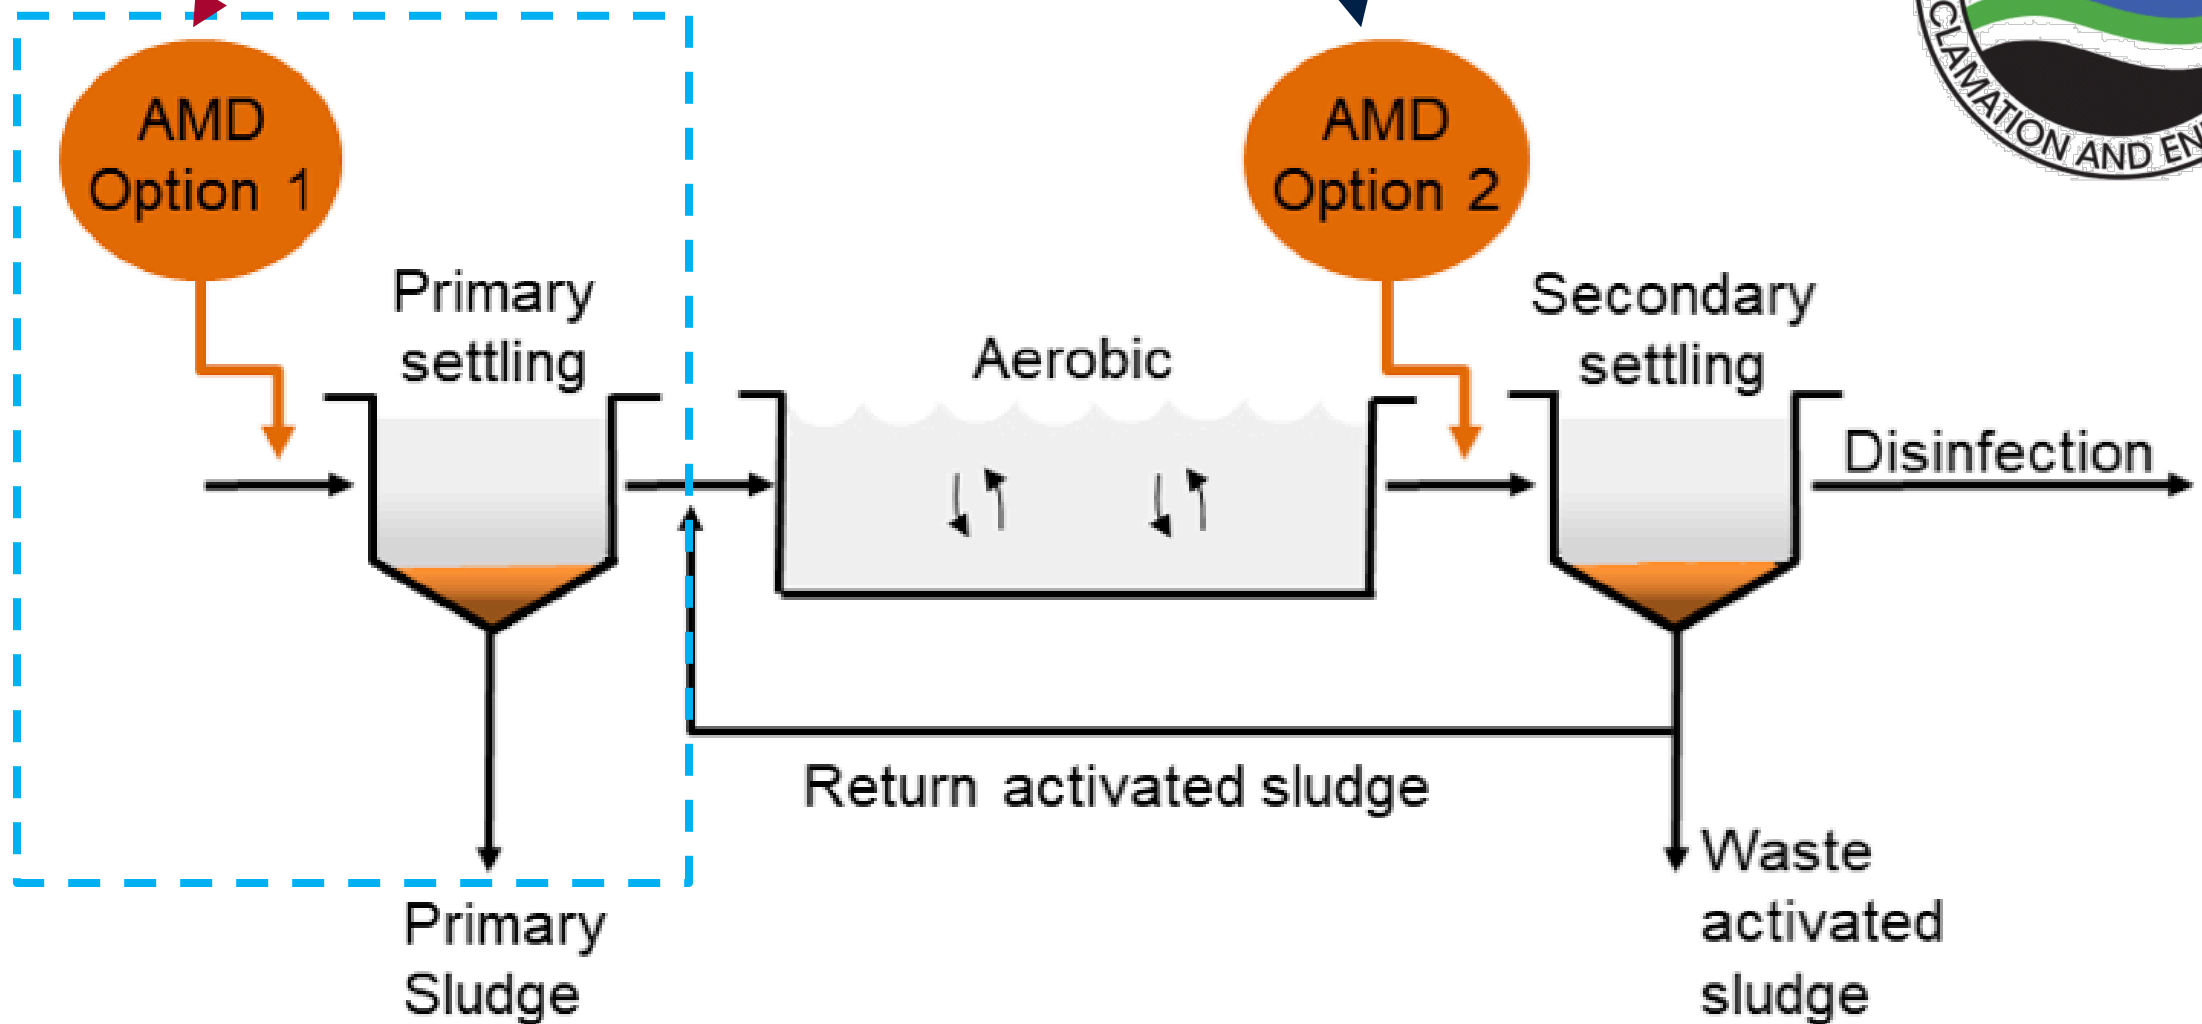 AMD
Option 1
AMD
Option 2
CLAMATION AND EN
Primary
settling
Aerobic
Secondary
settling
Disinfection
Return activated sludge
Primary
Sludge
Waste
activated
sludge